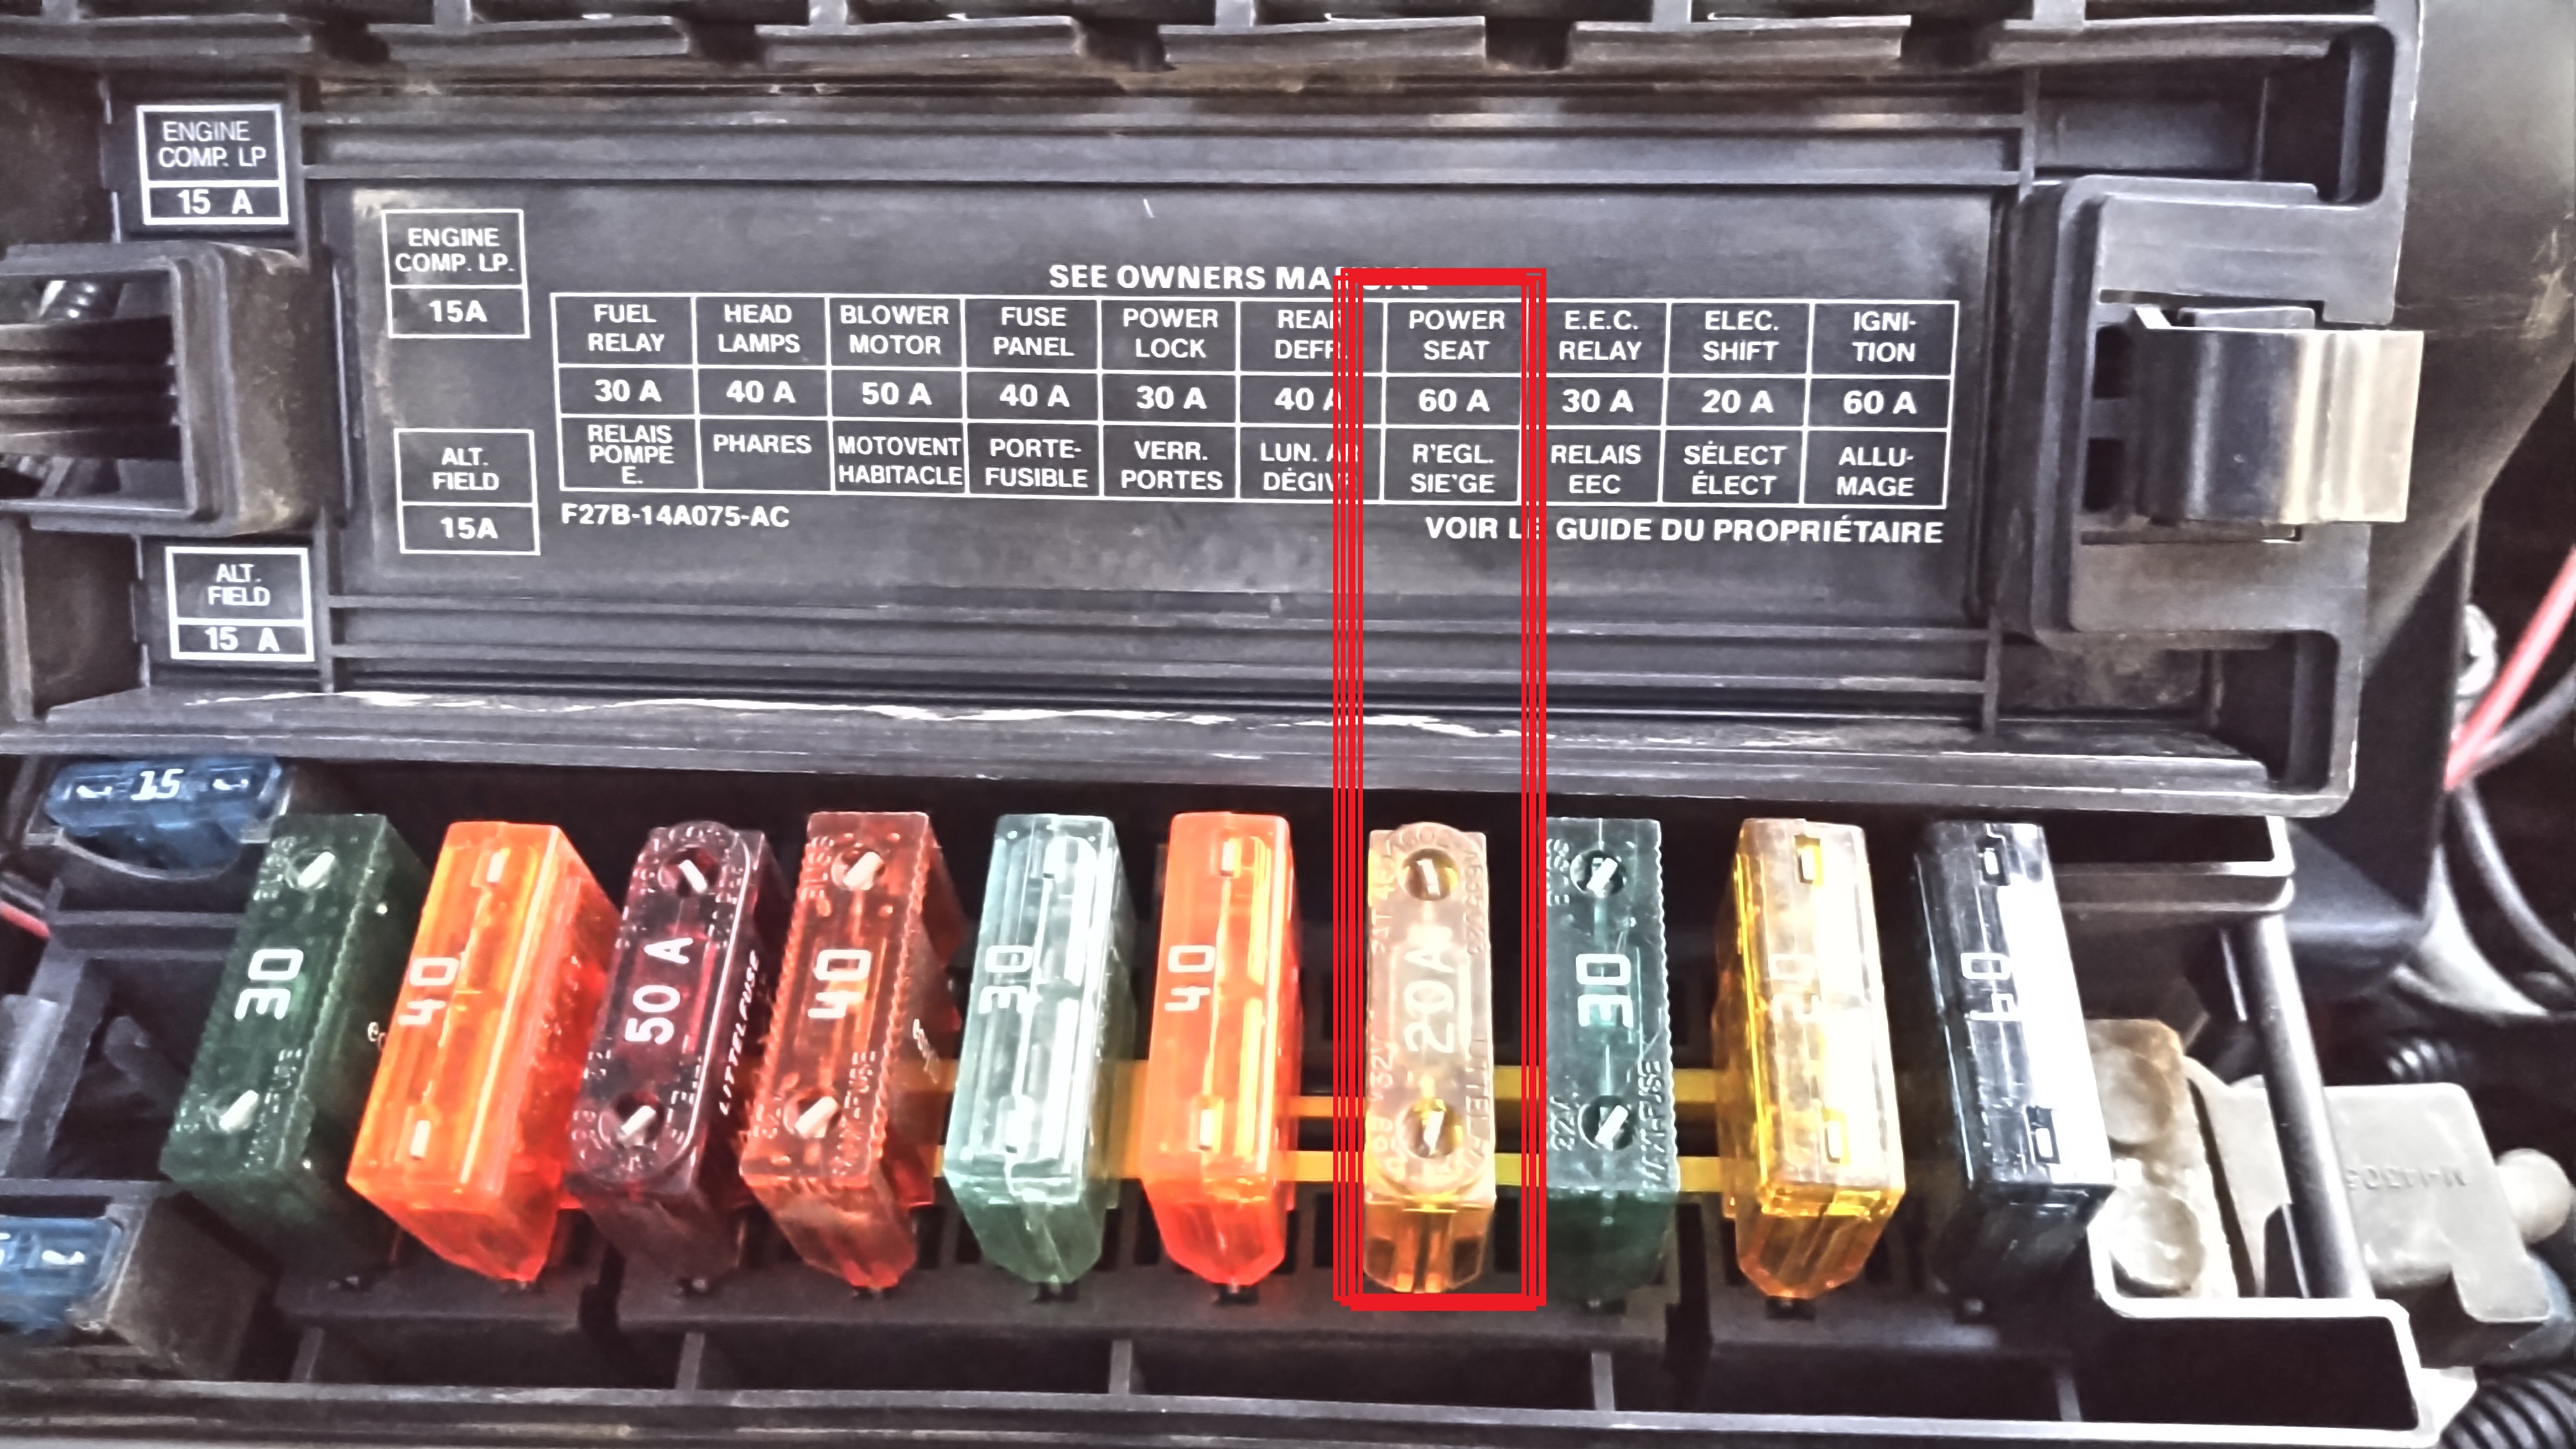 ENGINE
COMP. LP
15 A
ENGINE
COMP. LP.
15A
ALT.
FIELD
15A
ALT.
FIELD
15 A
SEE OWNERS
FUEL
RELAY
30 A
RELAIS
POMPE
E.
HEAD
LAMPS
40 A
PHARES
BLOWER
MOTOR
50 A
MOTOVENT
HABITACLE
FUSE
PANEL
40 A
PORTE-
FUSIBLE
POWER
LOCK
30 A
VERR.
PORTES
REAR
DEFR.
40 A
LUN.
POWER
SEAT
60 A
R'EGL.
SIE'GE
E.E.C.
RELAY
30 A
RELAIS
EEC
ELEC.
SHIFT
20 A
SÉLECT
ÉLECT
IGNI-
TION
60 A
ALLU-
MAGE
F27B-14A075-AC
VOIR LE GUIDE DU PROPRIÉTAIRE
15
30
40
50 A
LITTELFUSE
40
30
40
20A
30
20
60